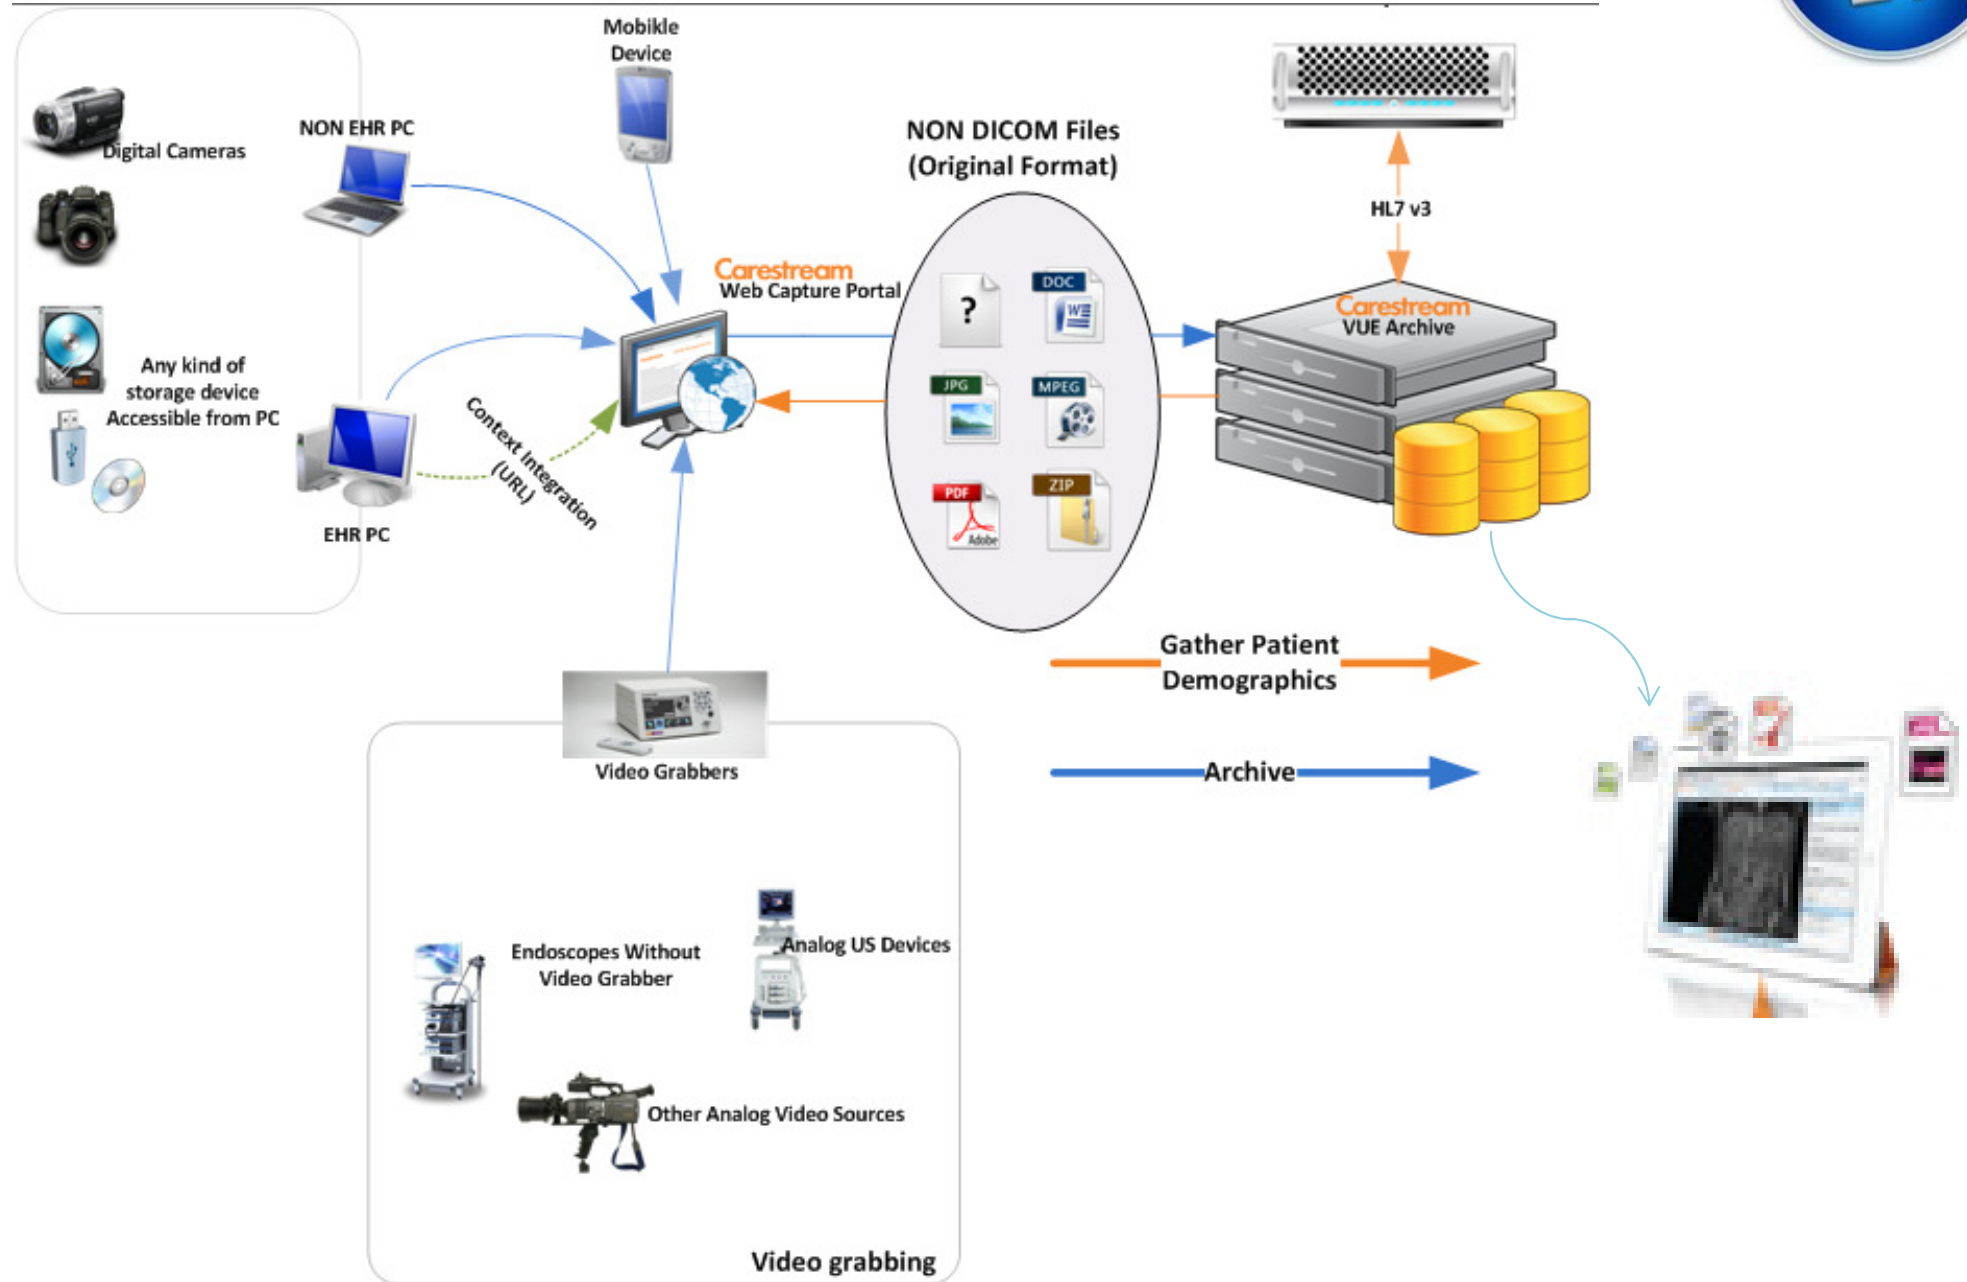 Mobikle
Device
Digital Cameras
NON EHR PC
NON DICOM Files
(Original Format)
HL7 v3
Carestream
Web Capture Portal
?
DOC
W
Carestream
VUE Archive
JPG
MPEG
Any kind of
storage device
Accessible from PC
Context Integration
(URL)
PDF
Adobe
ZIP
EHR PC
Gather Patient
Demographics
Archive
Video Grabbers
Endoscopes Without
Video Grabber
Analog US Devices
Other Analog Video Sources
Video grabbing